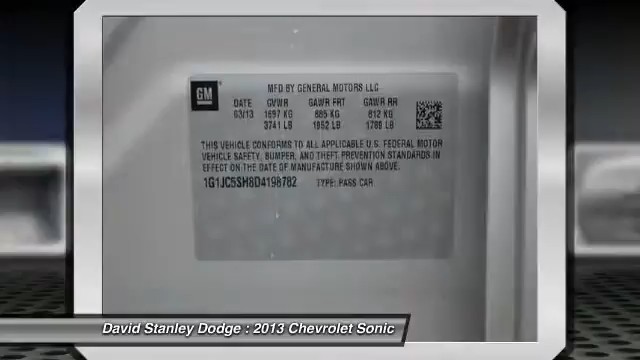 GM
MFD BY GENERAL MOTORS LLC
DATE GVWR GAWR FRT GAWR RR
03/13 1697 KG 885 KG 812 KG
3741 LB 1952 LB 1789 LB
THIS VEHICLE CONFORMS TO ALL APPLICABLE U.S. FEDERAL MOTOR
VEHICLE SAFETY, BUMPER, AND THEFT PREVENTION STANDARDS IN
EFFECT ON THE DATE OF MANUFACTURE SHOWN ABOVE.
1G1JC5SH8D4198782 TYPE: PASS CAR
David Stanley Dodge : 2013 Chevrolet Sonic